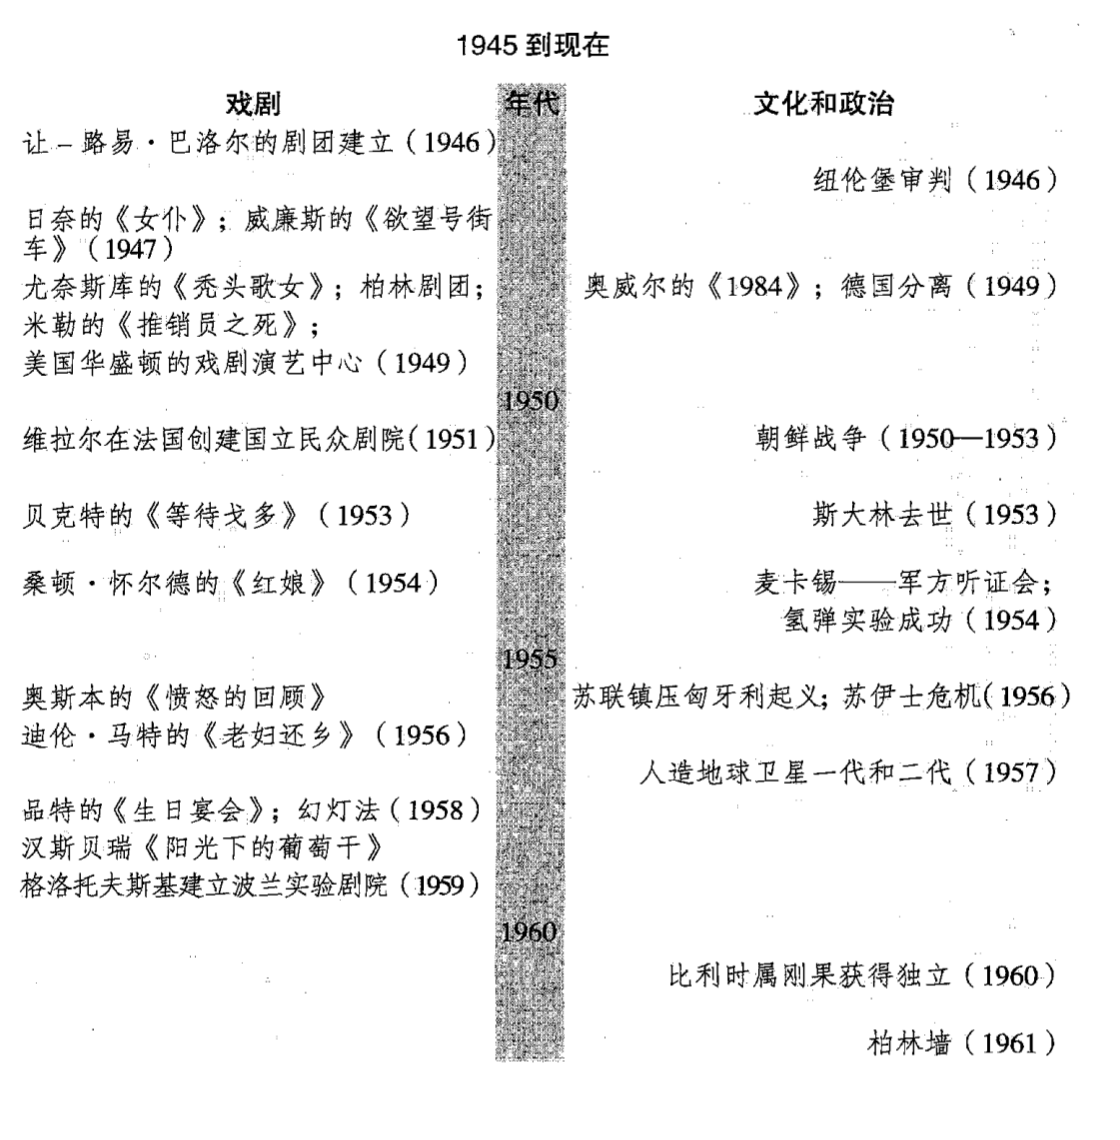 1945 到现在
戏剧
年代
文化和政治
让–路易·巴洛尔的剧团建立（1946）
纽伦堡审判（1946）
日奈的《女仆》；威廉斯的《欲望号街
车》（1947）
尤奈斯库的《秃头歌女》；柏林剧团；
奥威尔的《1984》；德国分离（1949）
米勒的《推销员之死》；
美国华盛顿的戏剧演艺中心（1949）
1950
维拉尔在法国创建国立民众剧院（1951）
朝鲜战争（1950—1953）
贝克特的《等待戈多》（1953）
斯大林去世（1953）
桑顿·怀尔德的《红娘》（1954）
麦卡锡——军方听证会；
氢弹实验成功（1954）
1955
奥斯本的《愤怒的回顾》
苏联镇压匈牙利起义；苏伊士危机（1956）
迪伦·马特的《老妇还乡》（1956）
人造地球卫星一代和二代（1957）
品特的《生日宴会》；幻灯法（1958）
汉斯贝瑞《阳光下的葡萄干》
格洛托夫斯基建立波兰实验剧院（1959）
1960
比利时属刚果获得独立（1960）
柏林墙（1961）